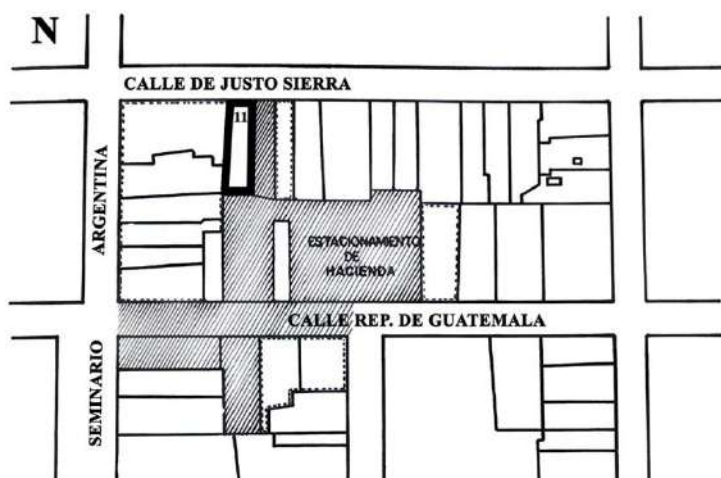 N
CALLE DE JUSTO SIERRA
11
ARGENTINA
ESTACIONAMIENTO
DE
HACIENDA
CALLE REP. DE GUATEMALA
SEMINARIO